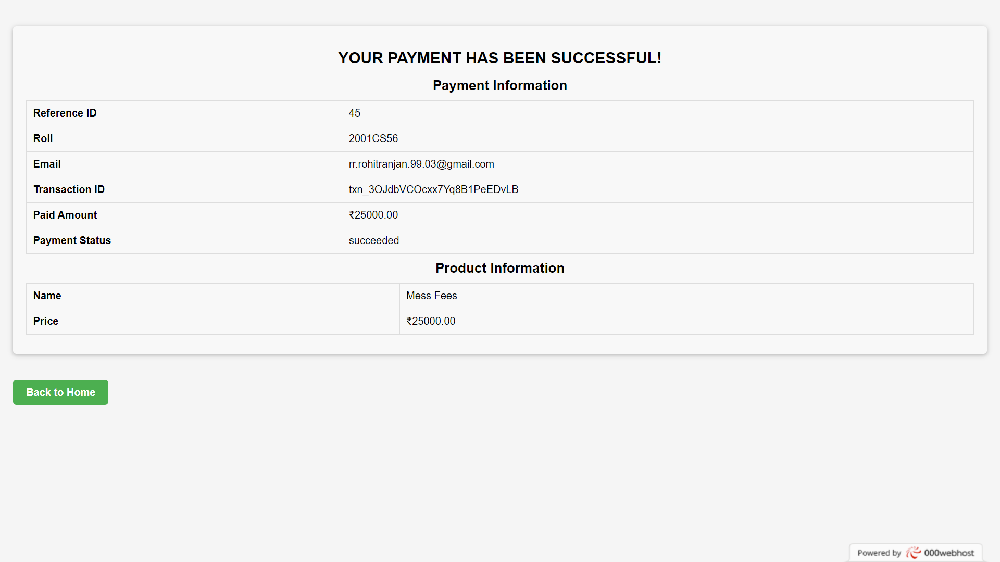 YOUR PAYMENT HAS BEEN SUCCESSFUL!
Payment Information
Reference ID 45
Roll 2001CS56
Email rr.rohitranjan.99.03@gmail.com
Transaction ID txn_3OJdbVCOcxx7Yq8B1PeEDvLB
Paid Amount ₹25000.00
Payment Status succeeded
Product Information
Name Mess Fees
Price ₹25000.00
Back to Home
Powered by 000webhost